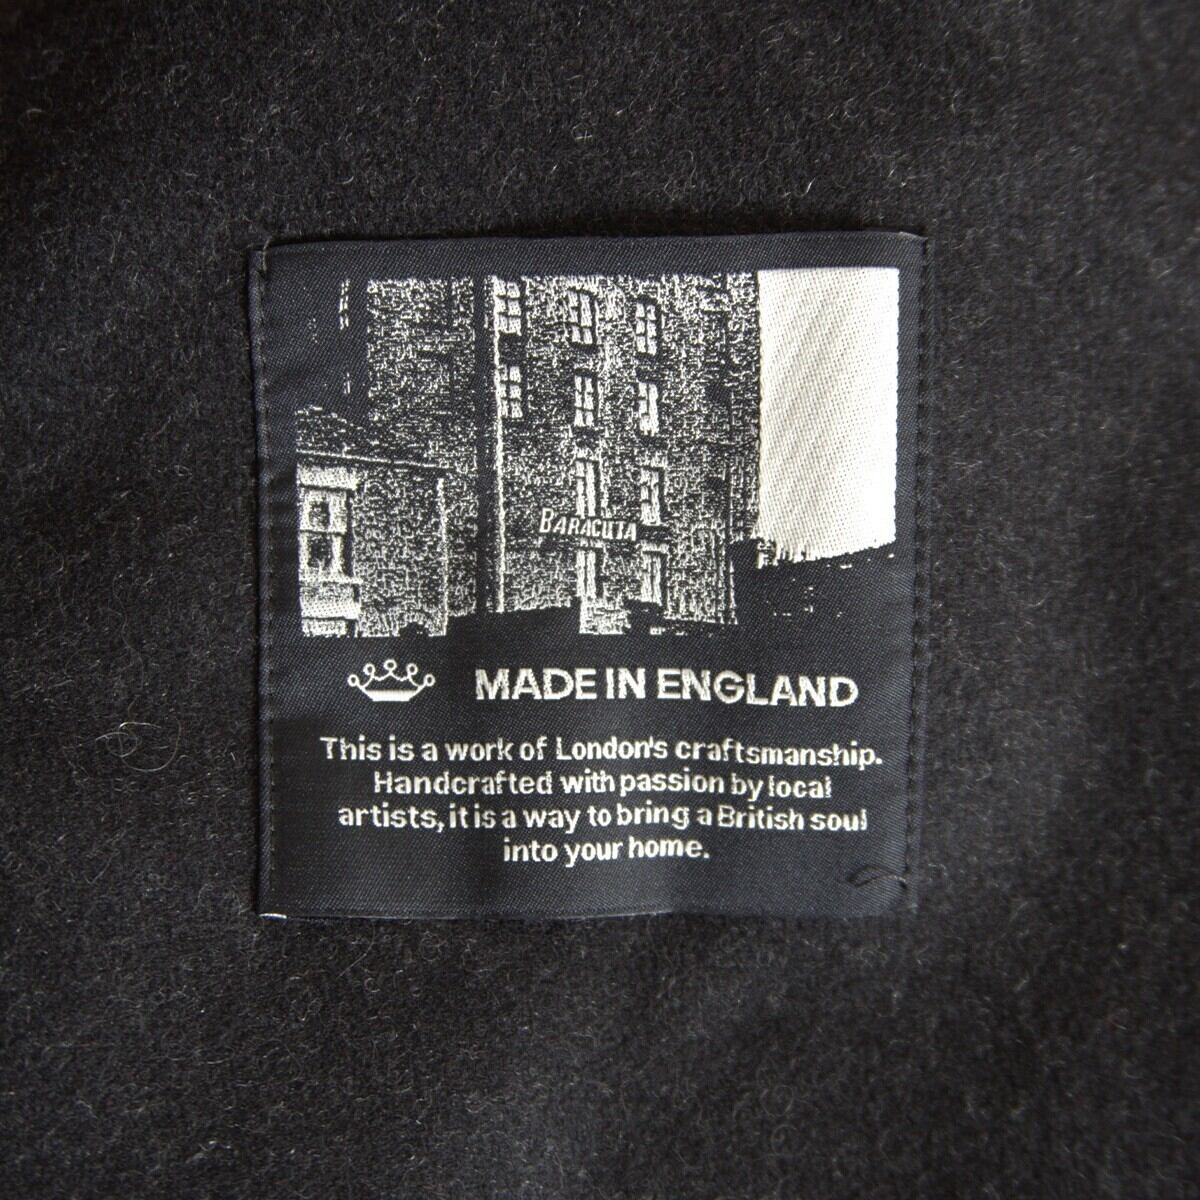 BARACUTA
MADE IN ENGLAND
This is a work of London's craftsmanship.
Handcrafted with passion by local
artists, it is a way to bring a British soul
into your home.